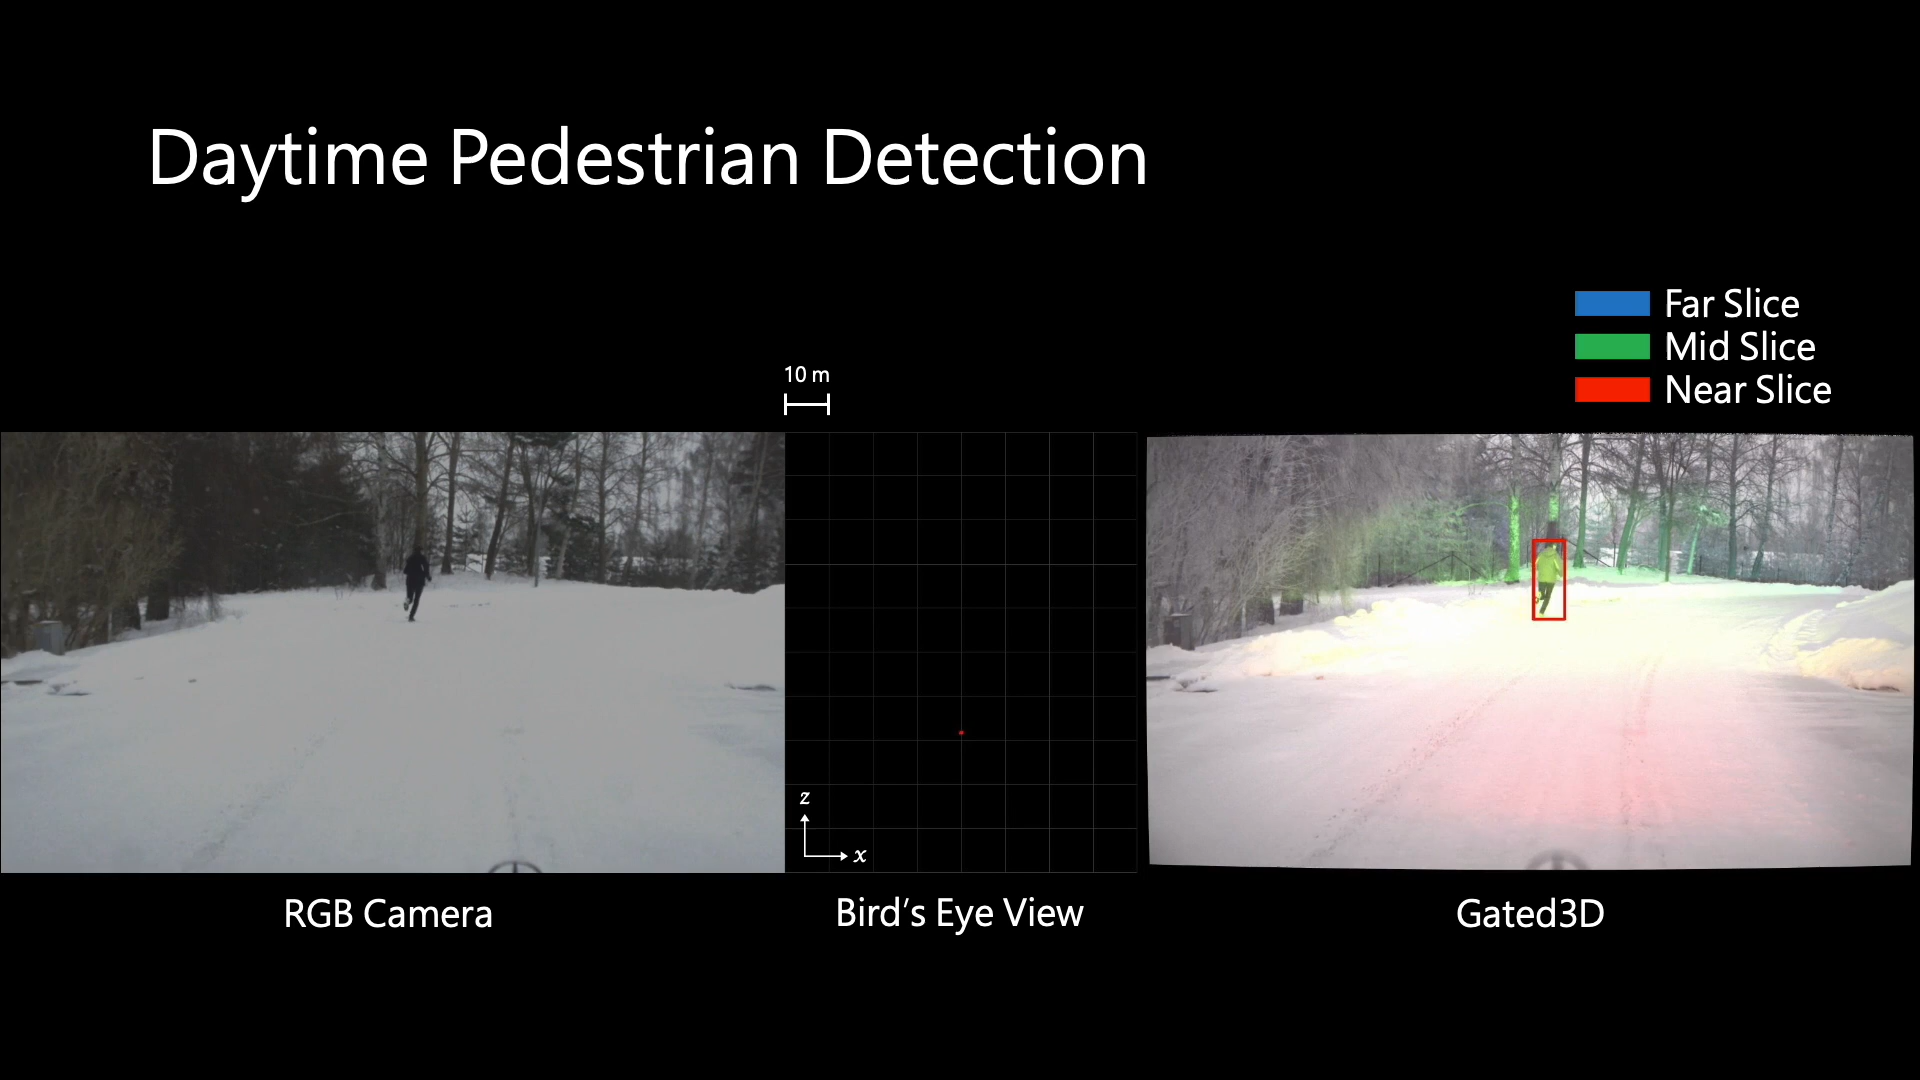 Daytime Pedestrian Detection
Far Slice
Mid Slice
Near Slice
10 m
z
x
RGB Camera
Bird's Eye View
Gated3D